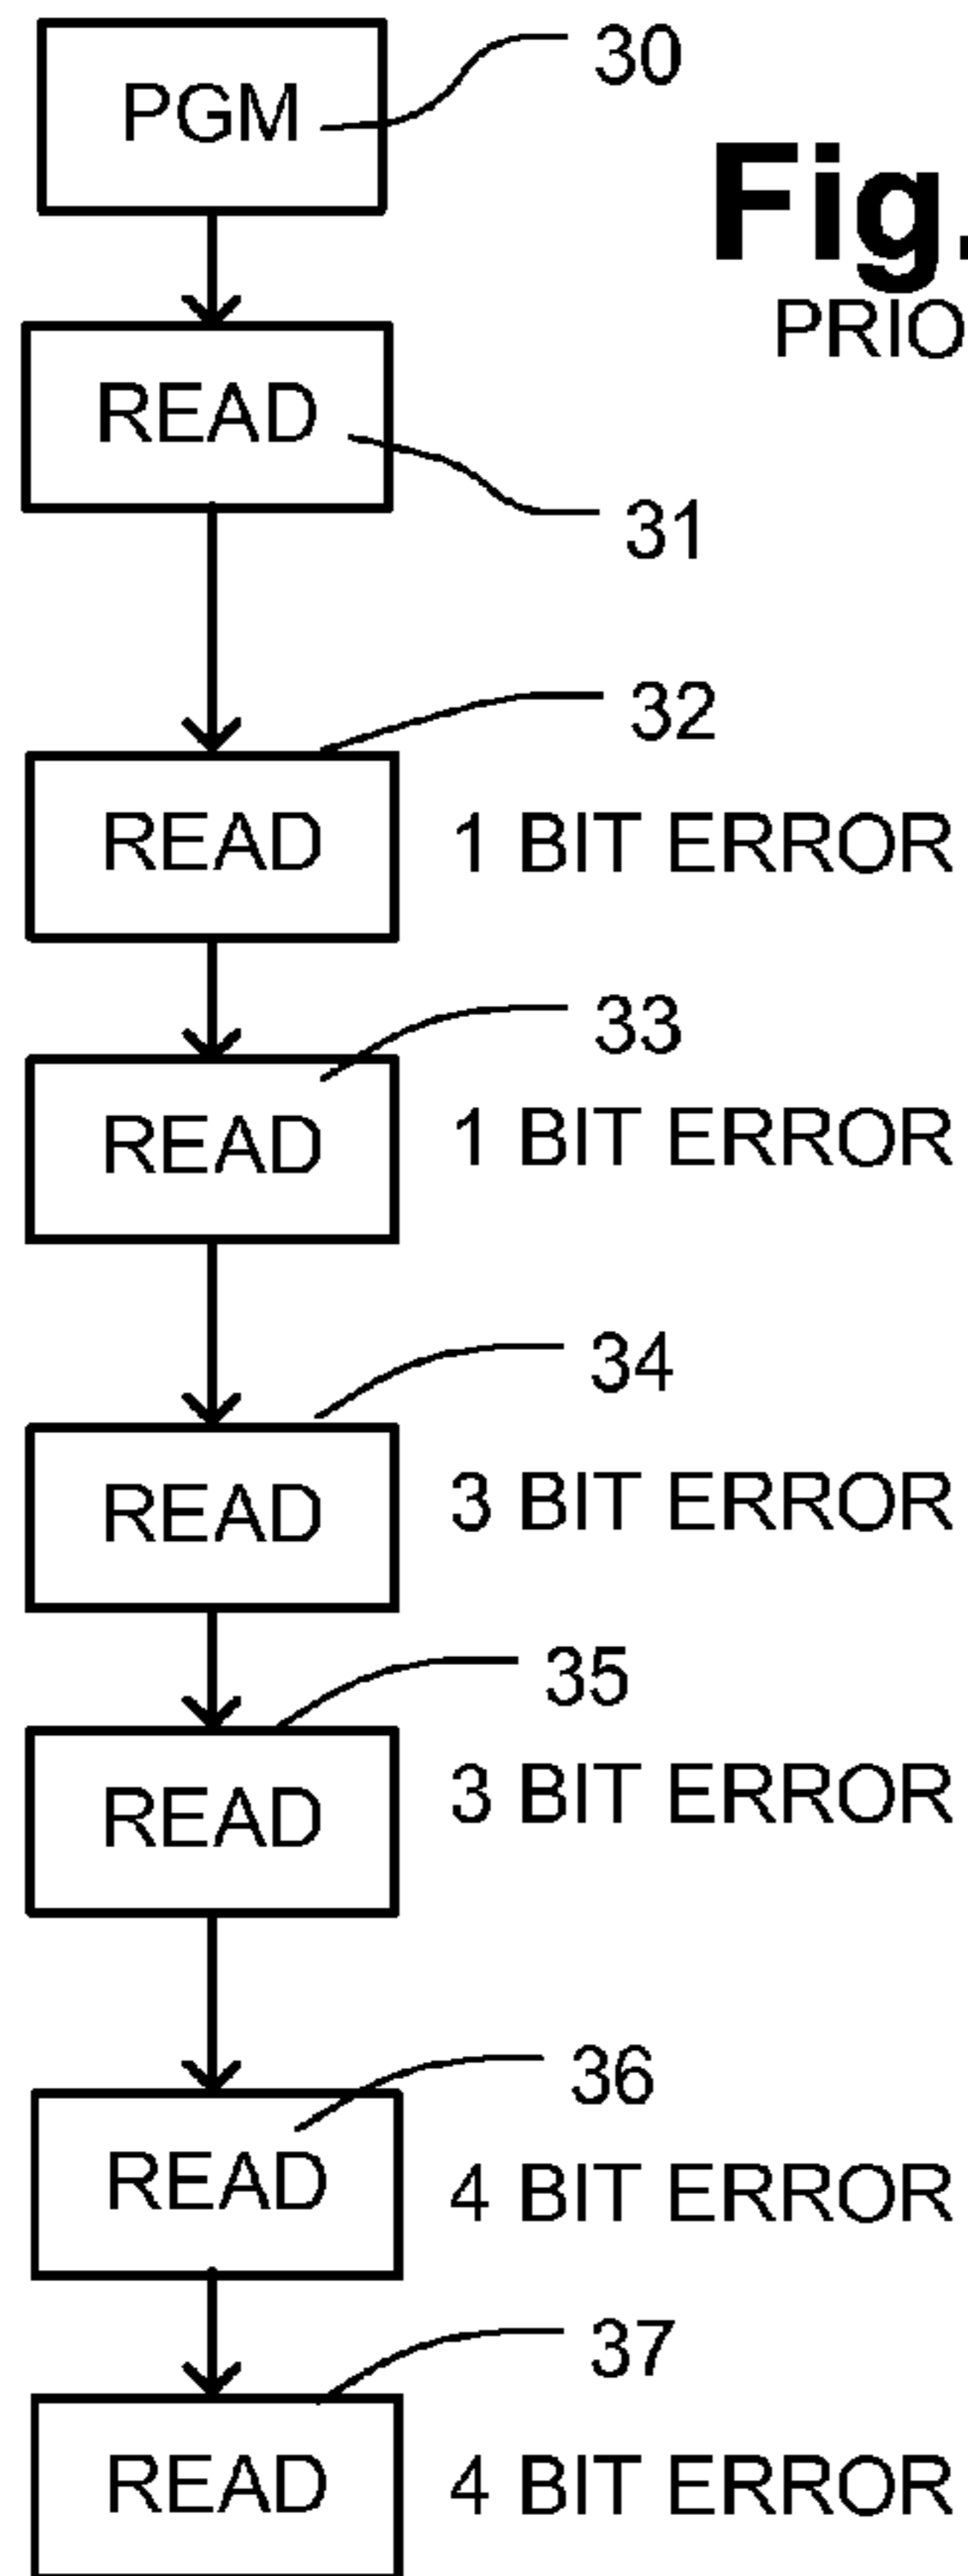 30
PGM
Fig.
PRIO
READ
31
32
READ 1 BIT ERROR
33
READ 1 BIT ERROR
34
READ 3 BIT ERROR
35
READ 3 BIT ERROR
36
READ 4 BIT ERROR
37
READ 4 BIT ERROR